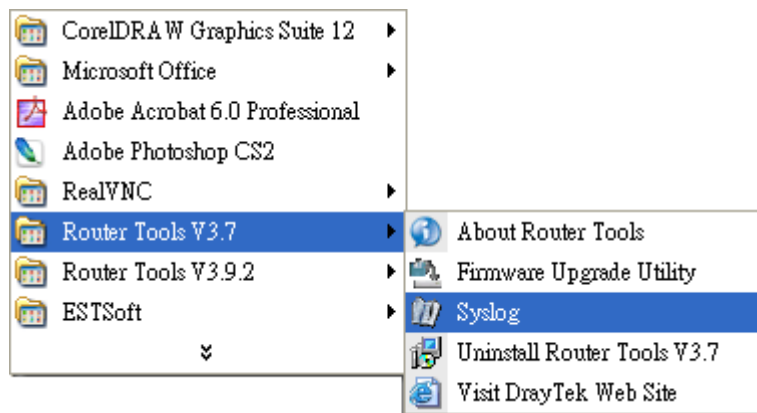 CorelDRAW Graphics Suite 12
Microsoft Office
Adobe Acrobat 6.0 Professional
Adobe Photoshop CS2
RealVNC
Router Tools V3.7
Router Tools V3.9.2
ESTSoft
About Router Tools
Firmware Upgrade Utility
Syslog
Uninstall Router Tools V3.7
Visit DrayTek Web Site